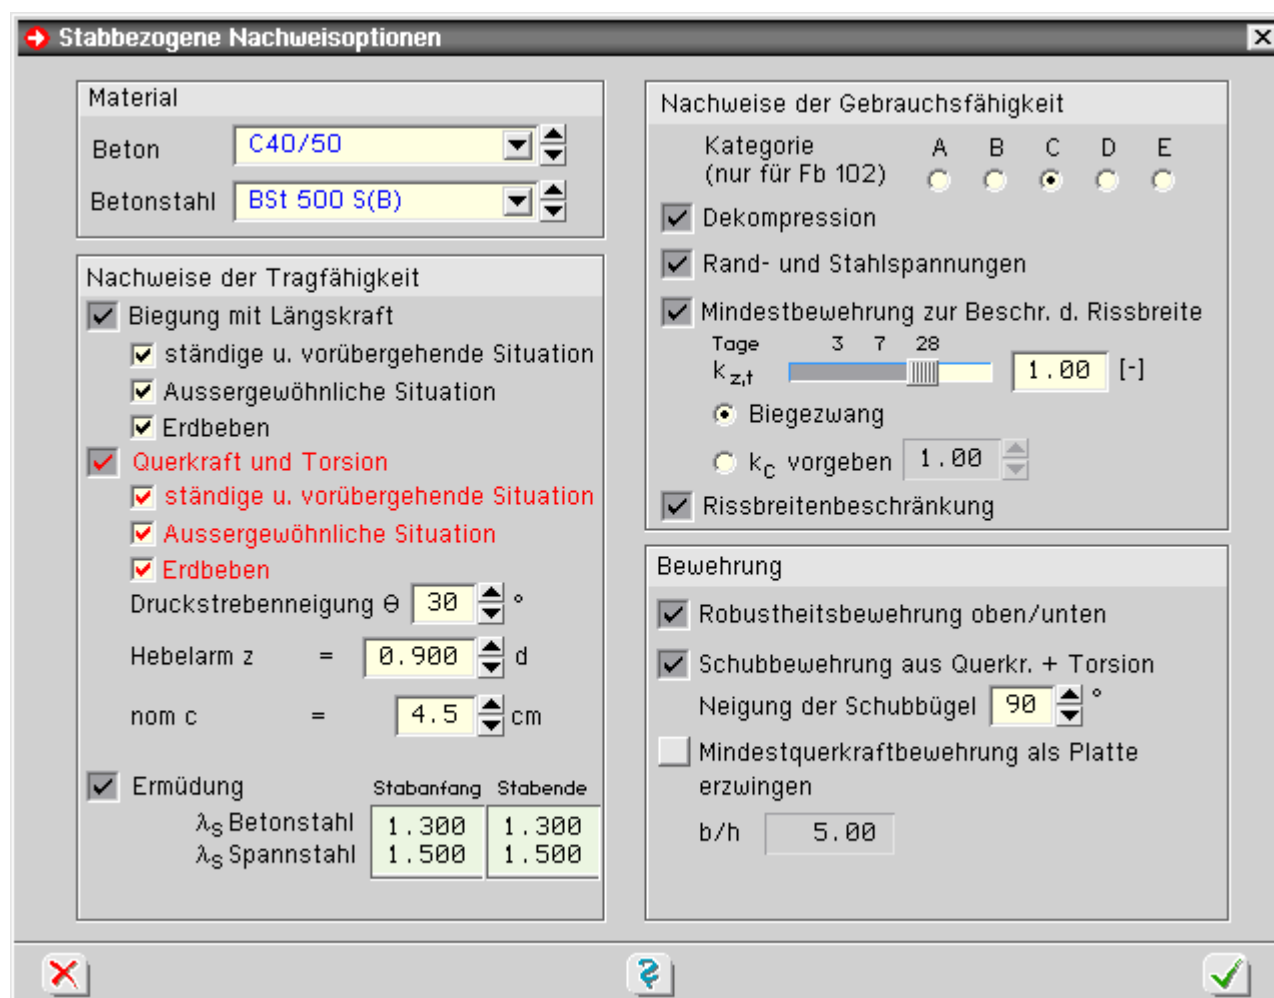 Stabbezogene Nachweisoptionen
Material
Beton C40/50
Betonstahl BSt 500 S(B)
Nachweise der Tragfähigkeit
Biegung mit Längskraft
ständige u. vorübergehende Situation
Aussergewöhnliche Situation
Erdbeben
Querkraft und Torsion
ständige u. vorübergehende Situation
Aussergewöhnliche Situation
Erdbeben
Druckstrebenneigung Θ 30 °
Hebelarm z = 0.900 d
nom c = 4.5 cm
Ermüdung Stabanfang Stabende
λS Betonstahl 1.300 1.300
λS Spannstahl 1.500 1.500
Nachweise der Gebrauchsfähigkeit
Kategorie A B C D E
(nur für Fb 102)
Dekompression
Rand- und Stahlspannungen
Mindestbewehrung zur Beschr. d. Rissbreite
Tage 3 7 28
kz,t 1.00 [-]
Biegezwang
kc vorgeben 1.00
Rissbreitenbeschränkung
Bewehrung
Robustheitsbewehrung oben/unten
Schubbewehrung aus Querkr. + Torsion
Neigung der Schubbügel 90 °
Mindestquerkraftbewehrung als Platte
erzwingen
b/h 5.00